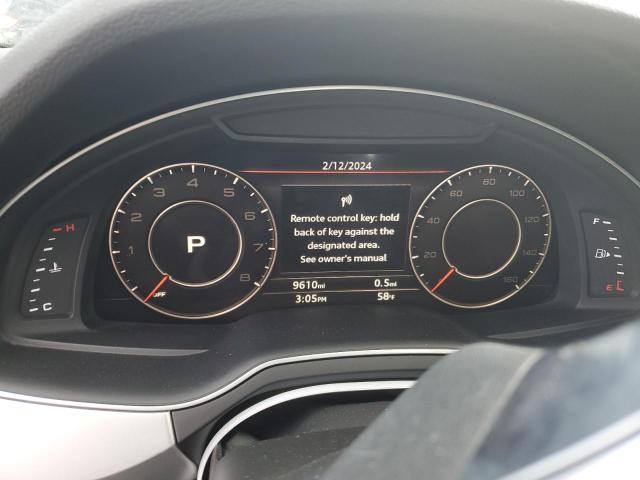 2/12/2024
Remote control key: hold
back of key against the
designated area.
See owner's manual
9610mi 0.5mi
3:05PM 58°F
P
OFF
1 2 3 4 5 6 7 8
20 40 60 80 100 120 140 160
H
C
F
E